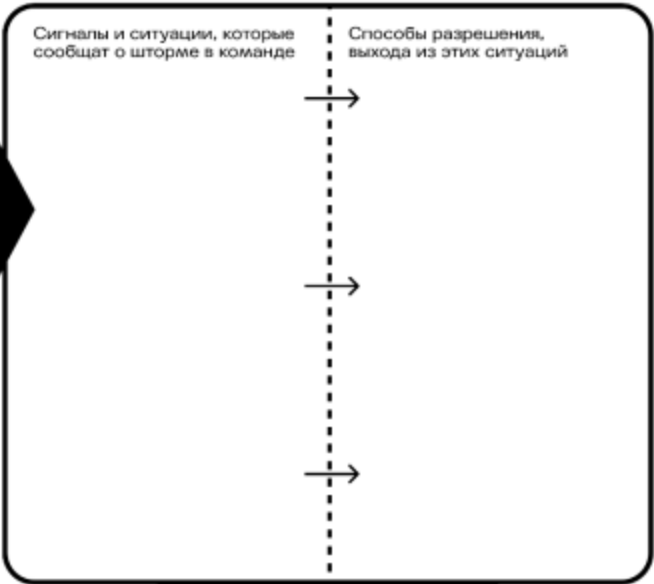 Сигналы и ситуации, которые
сообщат о шторме в команде
Способы разрешения,
выхода из этих ситуаций